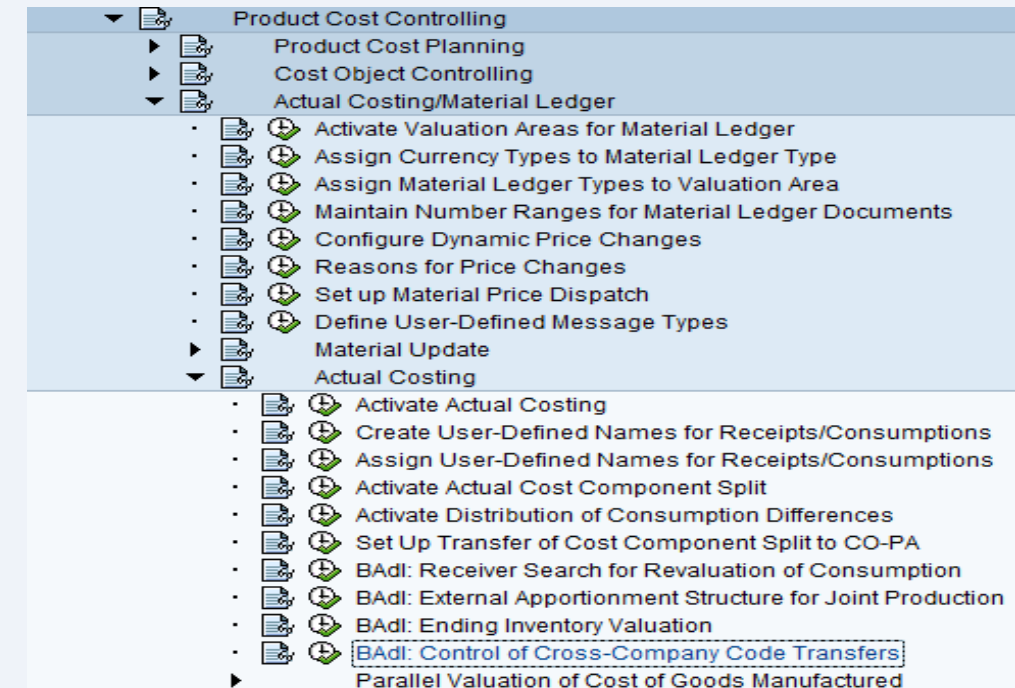 Product Cost Controlling
Product Cost Planning
Cost Object Controlling
Actual Costing/Material Ledger
Activate Valuation Areas for Material Ledger
Assign Currency Types to Material Ledger Type
Assign Material Ledger Types to Valuation Area
Maintain Number Ranges for Material Ledger Documents
Configure Dynamic Price Changes
Reasons for Price Changes
Set up Material Price Dispatch
Define User-Defined Message Types
Material Update
Actual Costing
Activate Actual Costing
Create User-Defined Names for Receipts/Consumptions
Assign User-Defined Names for Receipts/Consumptions
Activate Actual Cost Component Split
Activate Distribution of Consumption Differences
Set Up Transfer of Cost Component Split to CO-PA
BAdI: Receiver Search for Revaluation of Consumption
BAdI: External Apportionment Structure for Joint Production
BAdI: Ending Inventory Valuation
BAdI: Control of Cross-Company Code Transfers
Parallel Valuation of Cost of Goods Manufactured